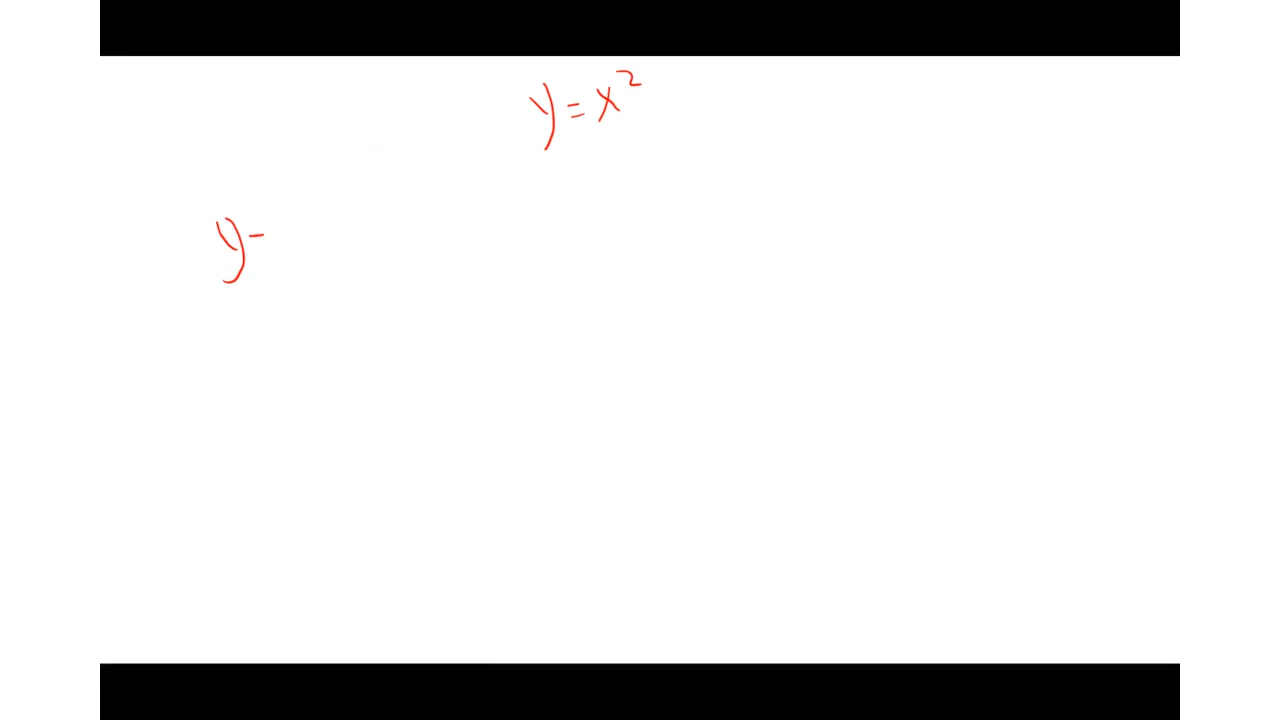 y = x²
y-